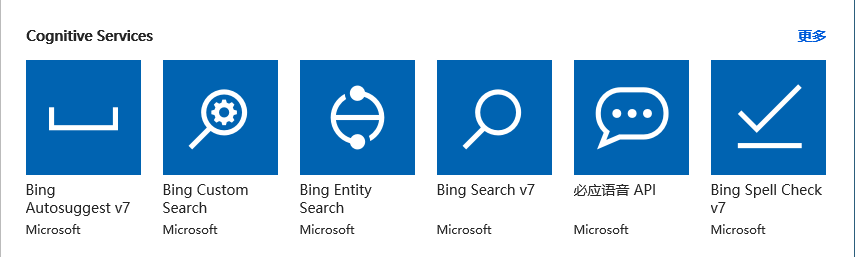 Cognitive Services
更多
Bing
Autosuggest v7
Microsoft
Bing Custom
Search
Microsoft
Bing Entity
Search
Microsoft
Bing Search v7
Microsoft
必应语音 API
Microsoft
Bing Spell Check
v7
Microsoft